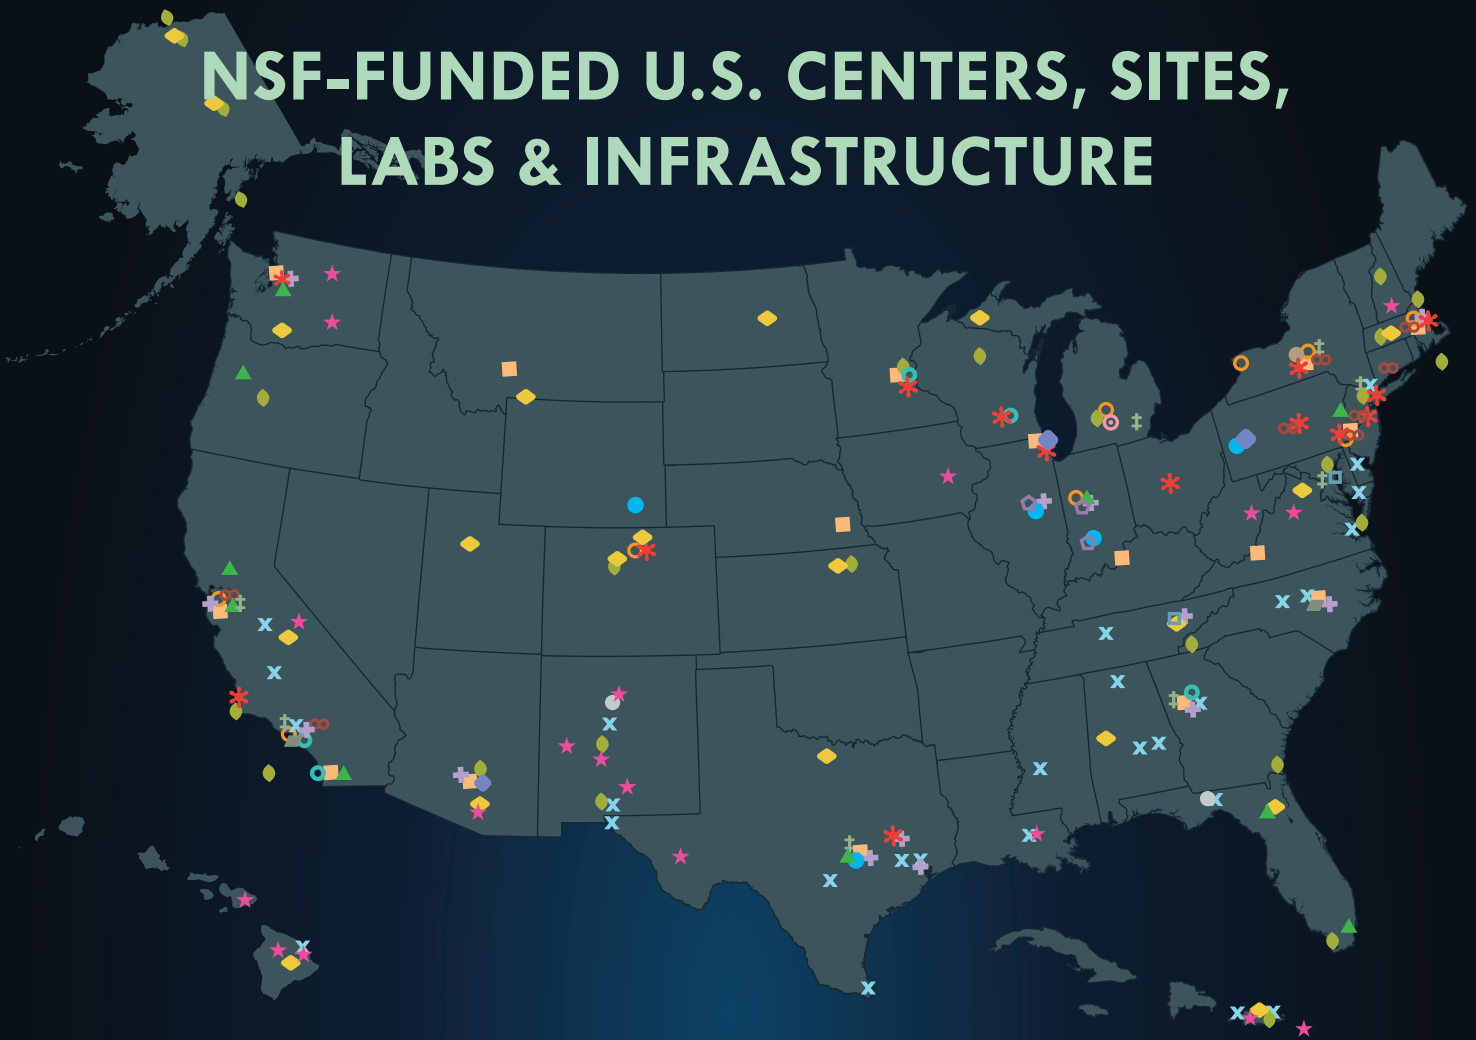 NSF-FUNDED U.S. CENTERS, SITES,
LABS & INFRASTRUCTURE